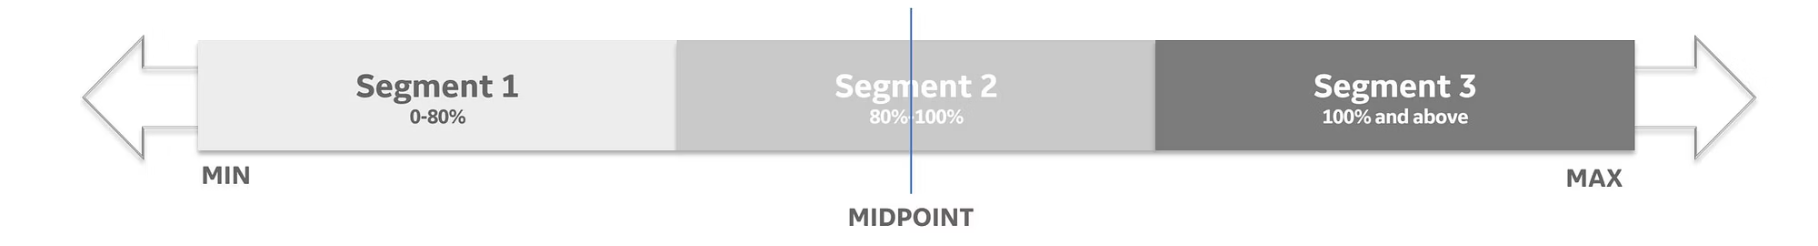 Segment 1
0-80%
Segment 2
80%-100%
Segment 3
100% and above
MIN
MAX
MIDPOINT